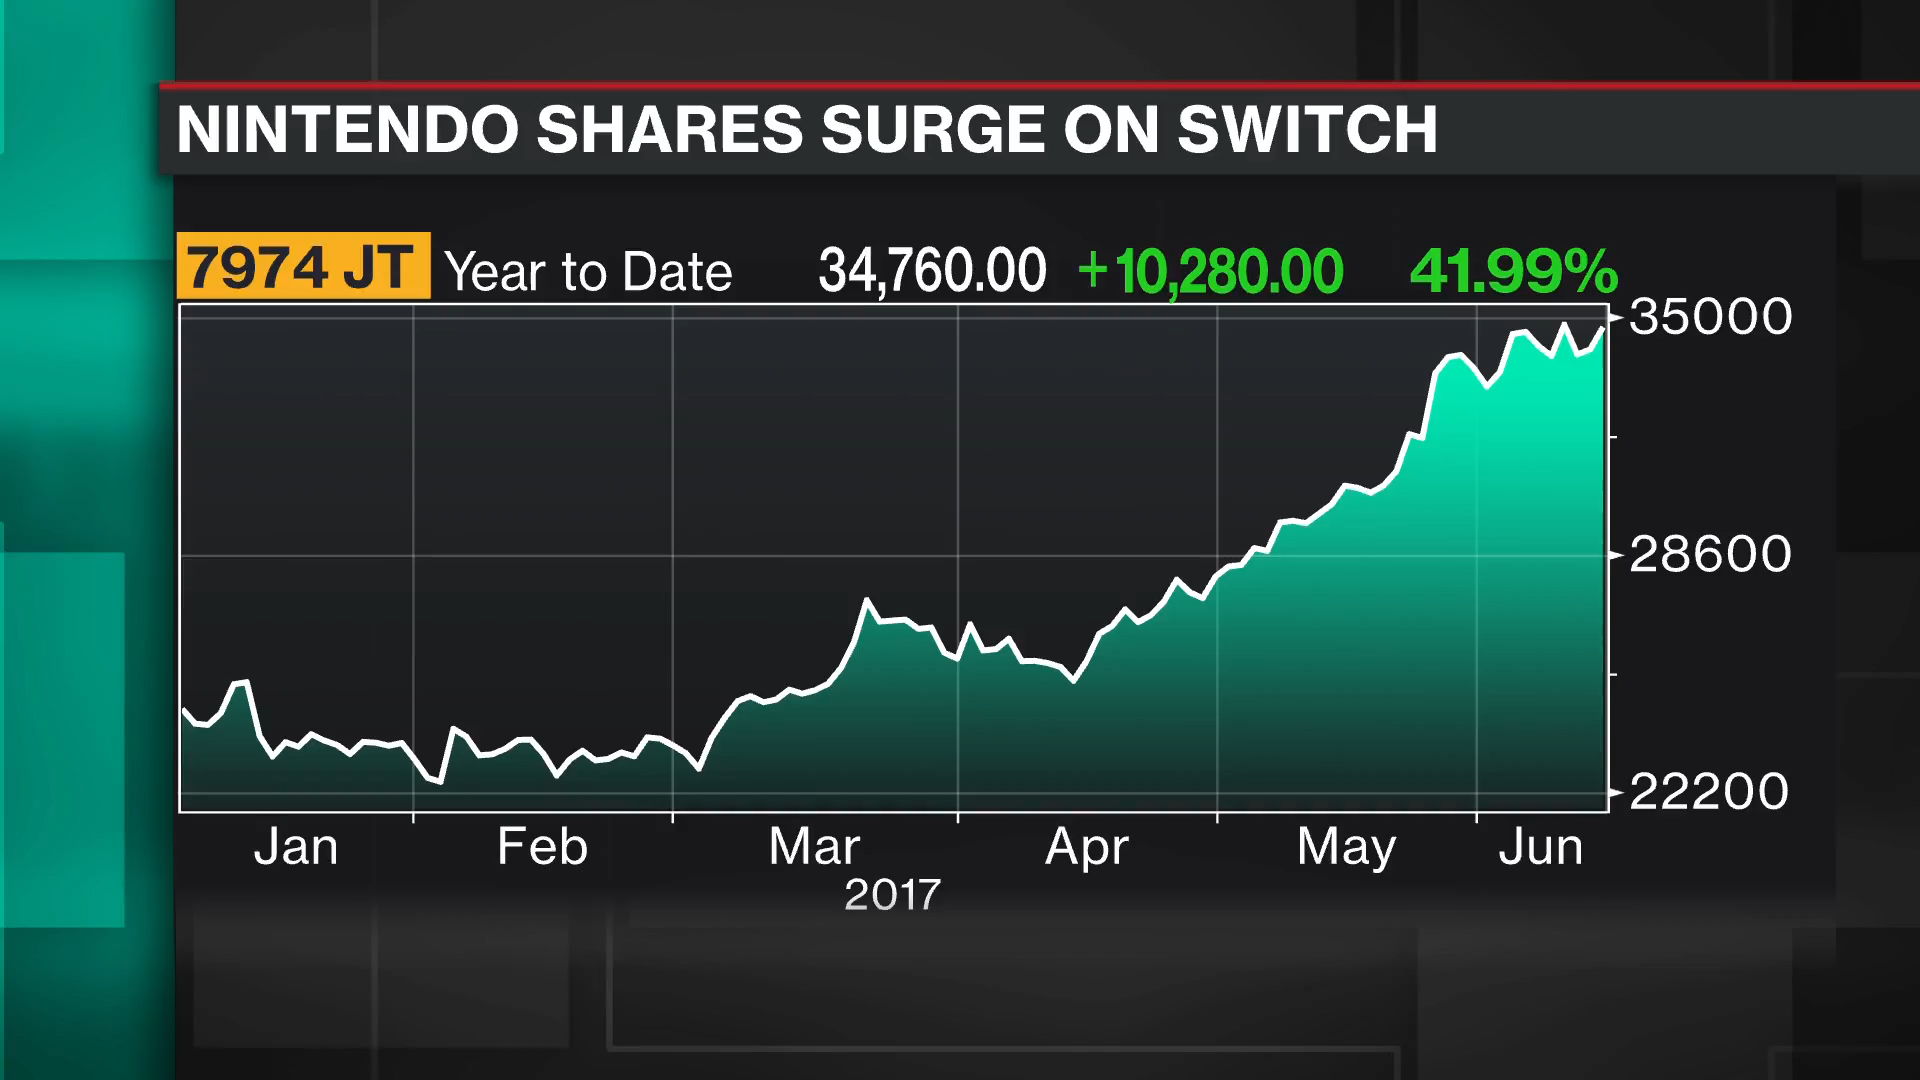 NINTENDO SHARES SURGE ON SWITCH
7974 JT Year to Date 34,760.00 +10,280.00 41.99%
35000
28600
22200
Jan Feb Mar Apr May Jun
2017